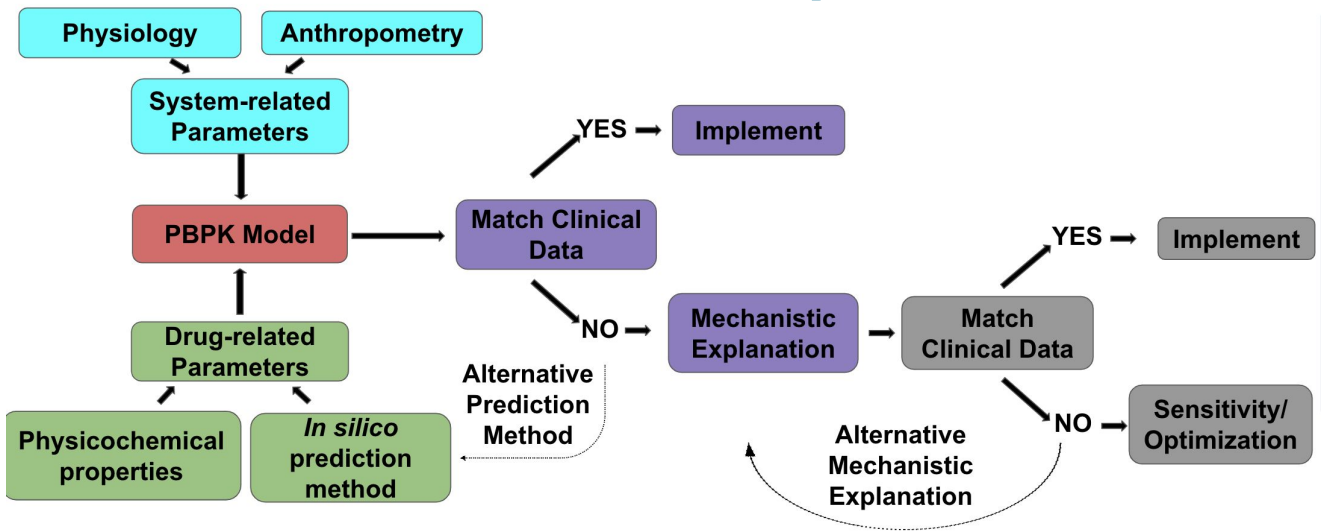 Physiology
Anthropometry
System-related
Parameters
PBPK Model
Drug-related
Parameters
Physicochemical
properties
In silico
prediction
method
Match Clinical
Data
YES
Implement
NO
Alternative
Prediction
Method
Mechanistic
Explanation
Match
Clinical Data
YES
Implement
NO
Sensitivity/
Optimization
Alternative
Mechanistic
Explanation